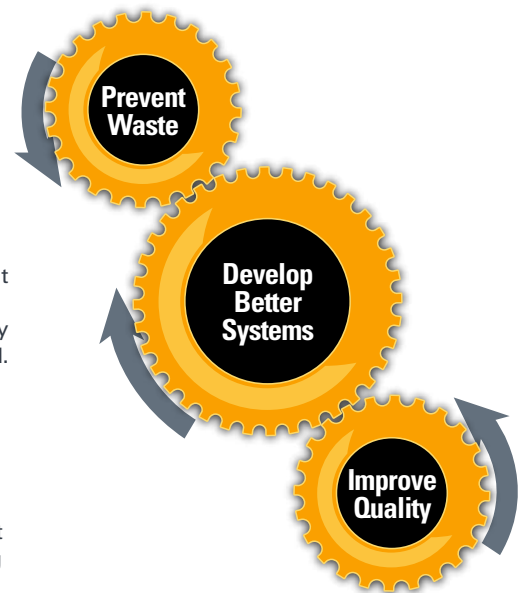 Prevent
Waste
t
Develop
Better
Systems
y
l.
Improve
Quality
t